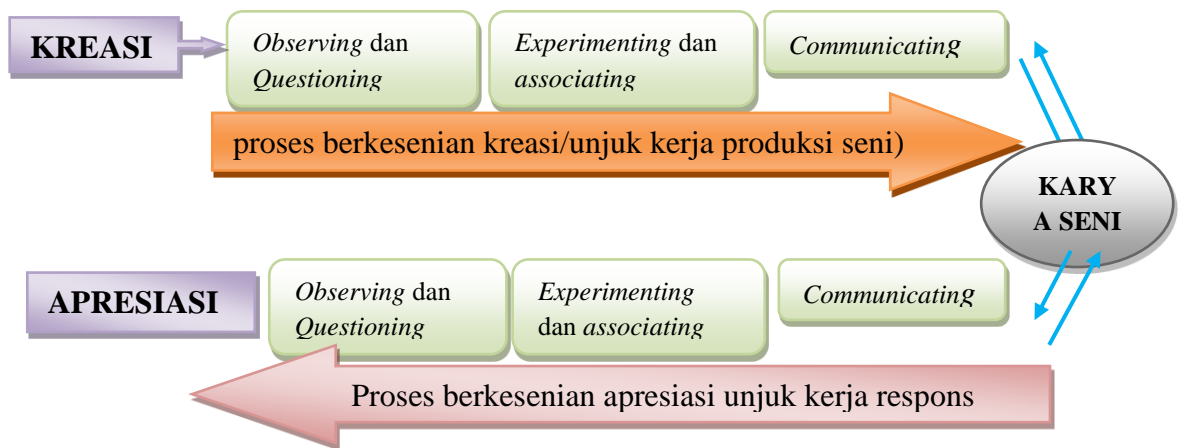 KREASI
Observing dan
Questioning
Experimenting dan
associating
Communicating
proses berkesenian kreasi/unjuk kerja produksi seni)
KARY
A SENI
APRESIASI
Observing dan
Questioning
Experimenting
dan associating
Communicating
Proses berkesenian apresiasi unjuk kerja respons